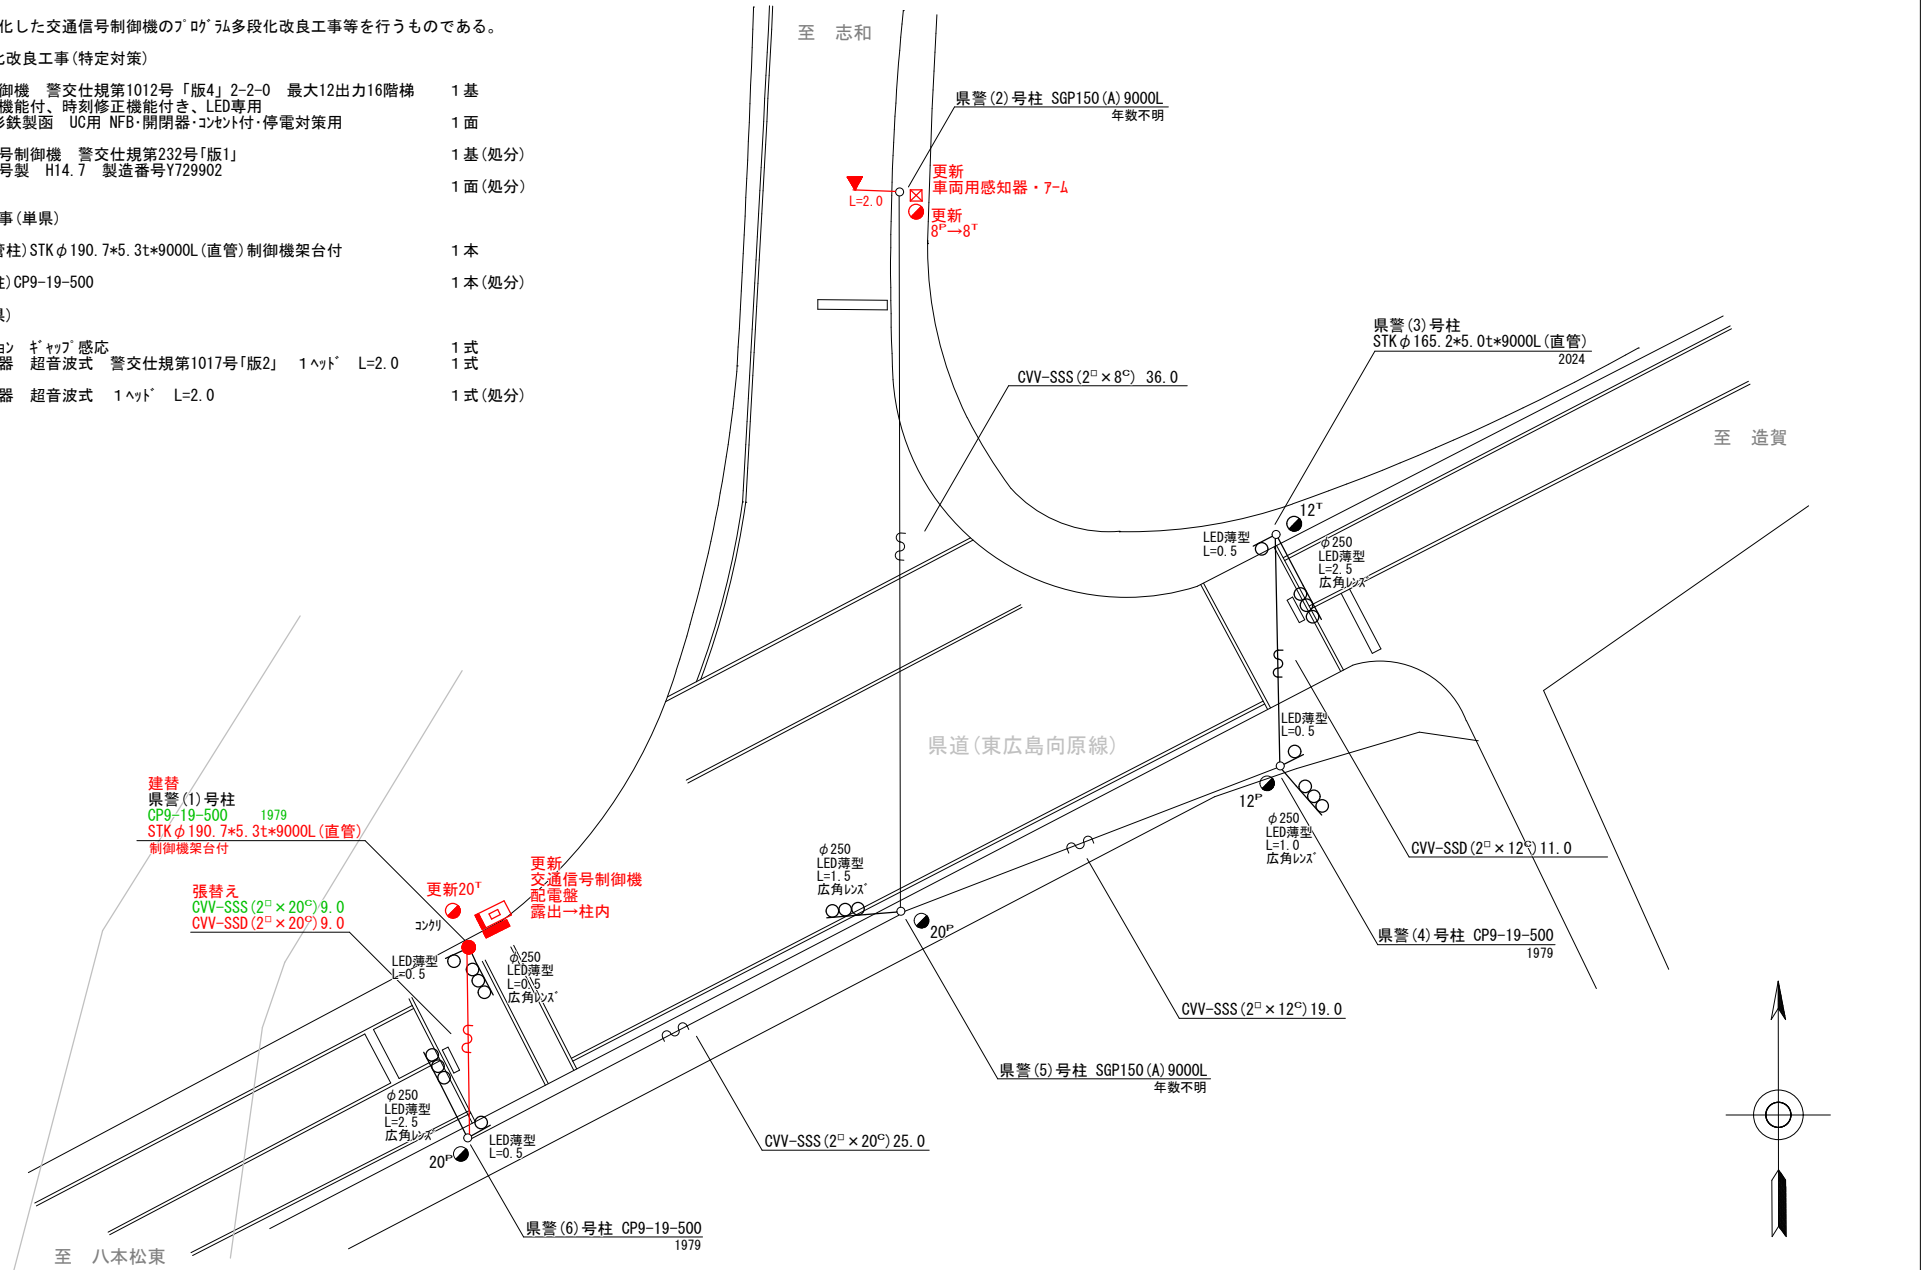 化した交通信号制御機のﾌﾟﾛｸﾞﾗﾑ多段化改良工事等を行うものである。
化改良工事(特定対策)
御機　警交仕規第1012号「版4」2-2-0　最大12出力16階梯　1基
機能付、時刻修正機能付き、LED専用
鉄製函　UC用 NFB･開閉器･ｺﾝｾﾝﾄ付･停電対策用　1面
号制御機　警交仕規第232号「版1」　1基(処分)
号製　H14.7　製造番号Y729902
1面(処分)
事(単県)
管柱)STKφ190.7*5.3t*9000L(直管)制御機架台付　1本
柱)CP9-19-500　1本(処分)
県)
ｮﾝ　ｷﾞｬｯﾌﾟ感応　1式
器　超音波式　警交仕規第1017号「版2」　1ﾍｯﾄﾞ　L=2.0　1式
器　超音波式　1ﾍｯﾄﾞ　L=2.0　1式(処分)
至　志和
県警(2)号柱 SGP150(A)9000L
年数不明
更新
車両用感知器・ｱｰﾑ
L=2.0
更新
8P→8T
県警(3)号柱
STKφ165.2*5.0t*9000L(直管)
2024
CVV-SSS(2□×8C) 36.0
至　造賀
12T
LED薄型
L=0.5
φ250
LED薄型
L=2.5
広角ﾚﾝｽﾞ
LED薄型
L=0.5
県道(東広島向原線)
12P
φ250
LED薄型
L=1.0
広角ﾚﾝｽﾞ
CVV-SSD(2□×12C)11.0
建替
県警(1)号柱
CP9-19-500　1979
STKφ190.7*5.3t*9000L(直管)
制御機架台付
φ250
LED薄型
L=1.5
広角ﾚﾝｽﾞ
更新
交通信号制御機
配電盤
露出→柱内
更新20T
張替え
CVV-SSS(2□×20C)9.0
CVV-SSD(2□×20C)9.0
ｺﾝｸﾘ
20P
県警(4)号柱 CP9-19-500
1979
LED薄型
L=0.5
φ250
LED薄型
L=0.5
広角ﾚﾝｽﾞ
CVV-SSS(2□×12C)19.0
県警(5)号柱 SGP150(A)9000L
年数不明
φ250
LED薄型
L=2.5
広角ﾚﾝｽﾞ
LED薄型
L=0.5
CVV-SSS(2□×20C)25.0
20P
県警(6)号柱 CP9-19-500
1979
至　八本松東